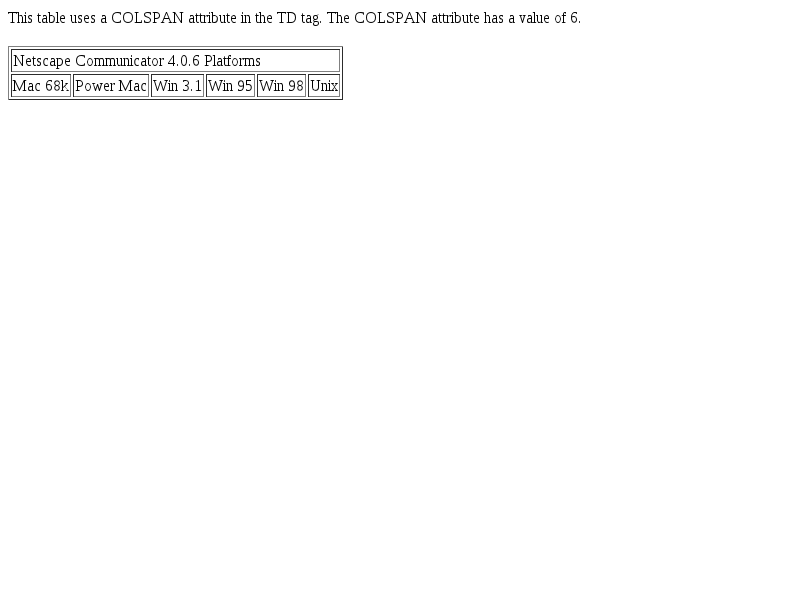 This table uses a COLSPAN attribute in the TD tag. The COLSPAN attribute has a value of 6.
Netscape Communicator 4.0.6 Platforms
Mac 68k Power Mac Win 3.1 Win 95 Win 98 Unix